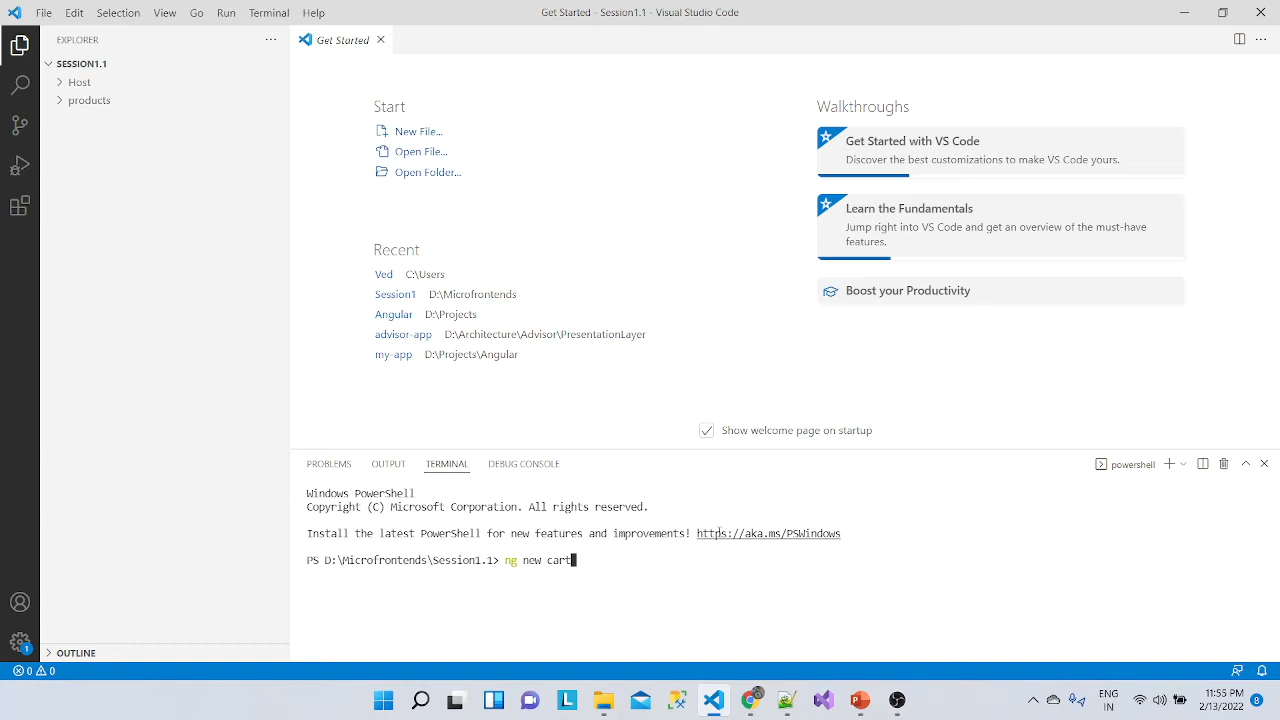 File Edit Selection View Go Run Terminal Help
Get Started - Session1.1 - Visual Studio Code
EXPLORER
Get Started
SESSION1.1
Host
products
OUTLINE
Start
New File...
Open File...
Open Folder...
Recent
Ved C:\Users
Session1 D:\Microfrontends
Angular D:\Projects
advisor-app D:\Architecture\Advisor\PresentationLayer
my-app D:\Projects\Angular
Walkthroughs
Get Started with VS Code
Discover the best customizations to make VS Code yours.
Learn the Fundamentals
Jump right into VS Code and get an overview of the must-have
features.
Boost your Productivity
Show welcome page on startup
PROBLEMS OUTPUT TERMINAL DEBUG CONSOLE
powershell
Windows PowerShell
Copyright (C) Microsoft Corporation. All rights reserved.
Install the latest PowerShell for new features and improvements! https://aka.ms/PSWindows
PS D:\Microfrontends\Session1.1> ng new cart
1
0 0
L
ENG
IN
11:55 PM
2/13/2022
8